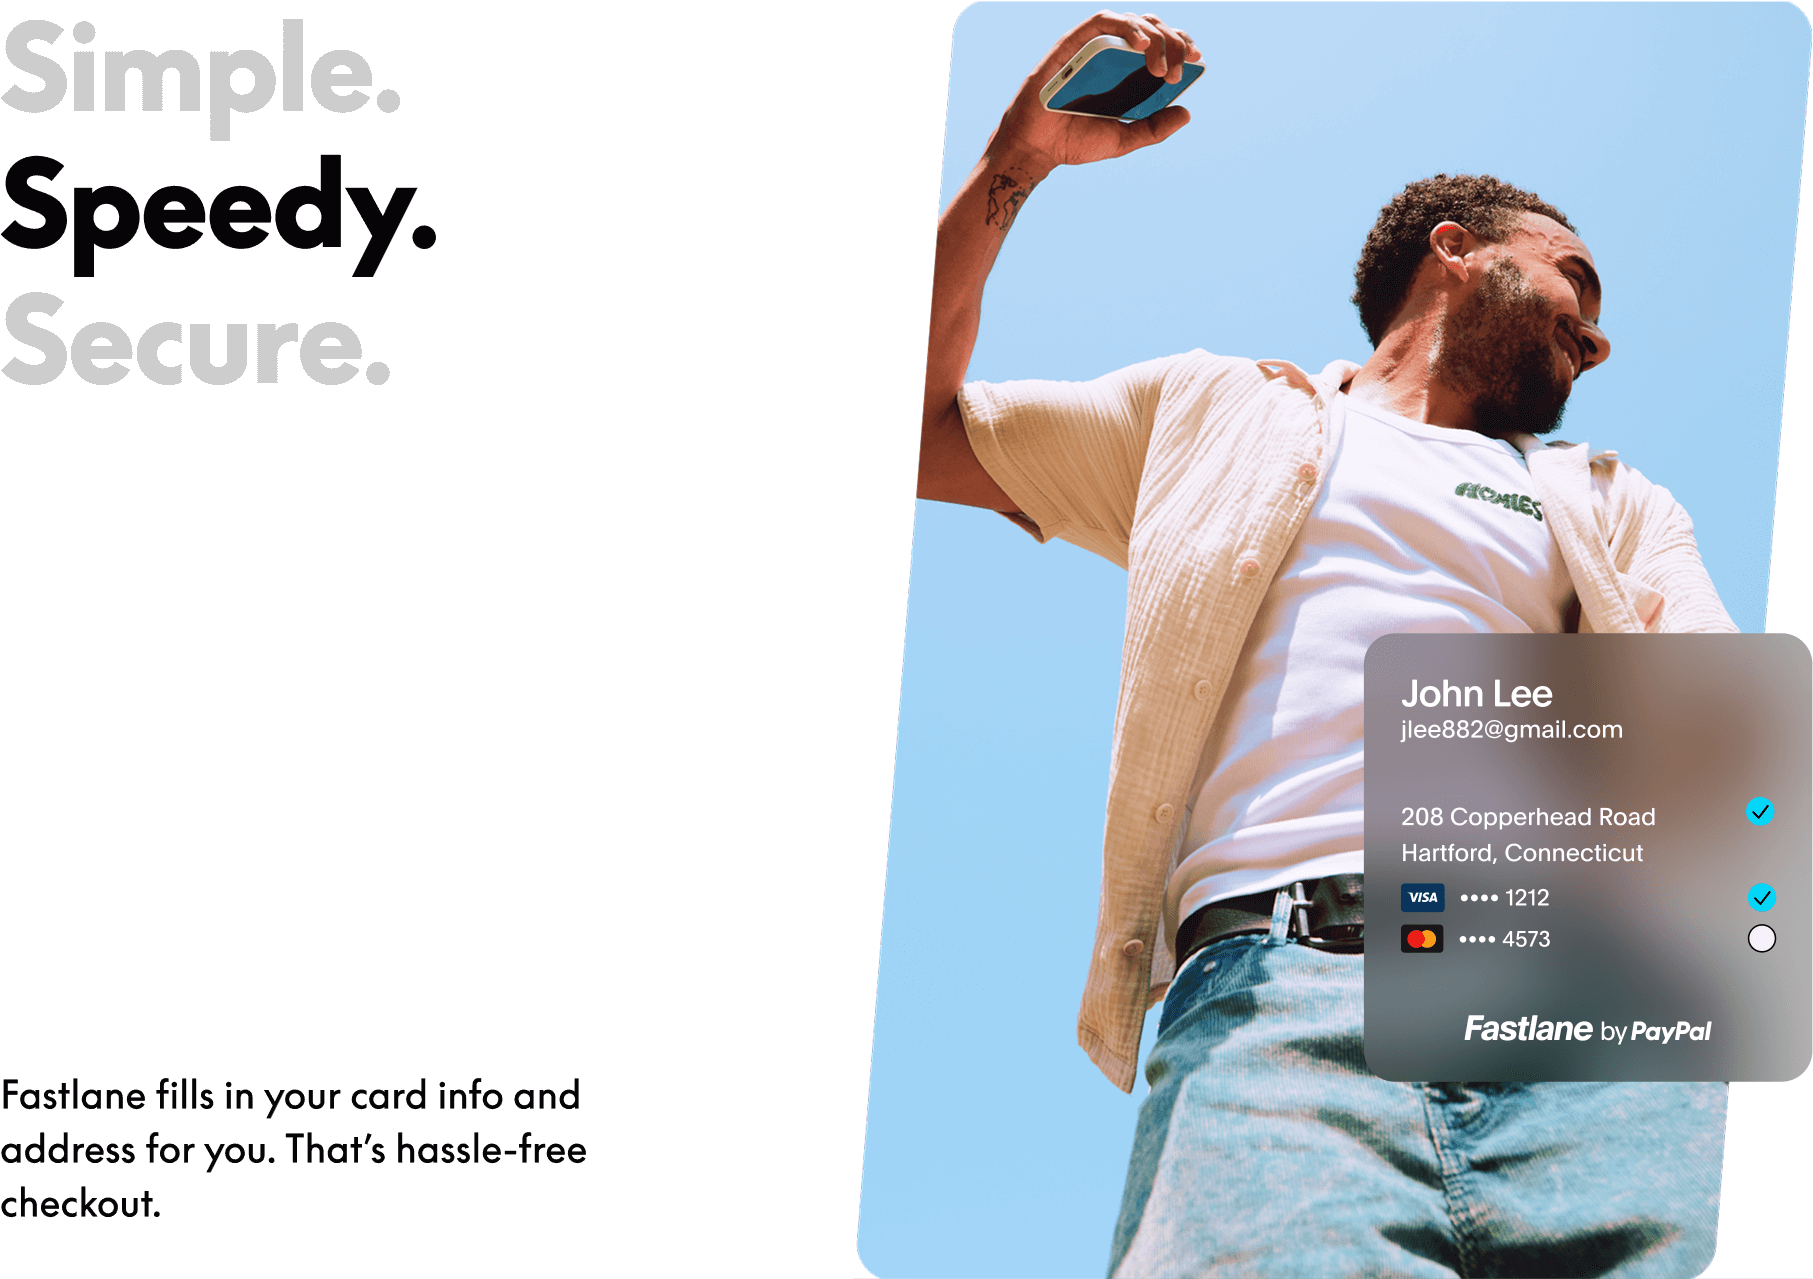 Simple.
Speedy.
Secure.
Fastlane fills in your card info and
address for you. That’s hassle-free
checkout.
HOMIES
John Lee
jlee882@gmail.com
208 Copperhead Road
Hartford, Connecticut
VISA •••• 1212
•••• 4573
Fastlane by PayPal